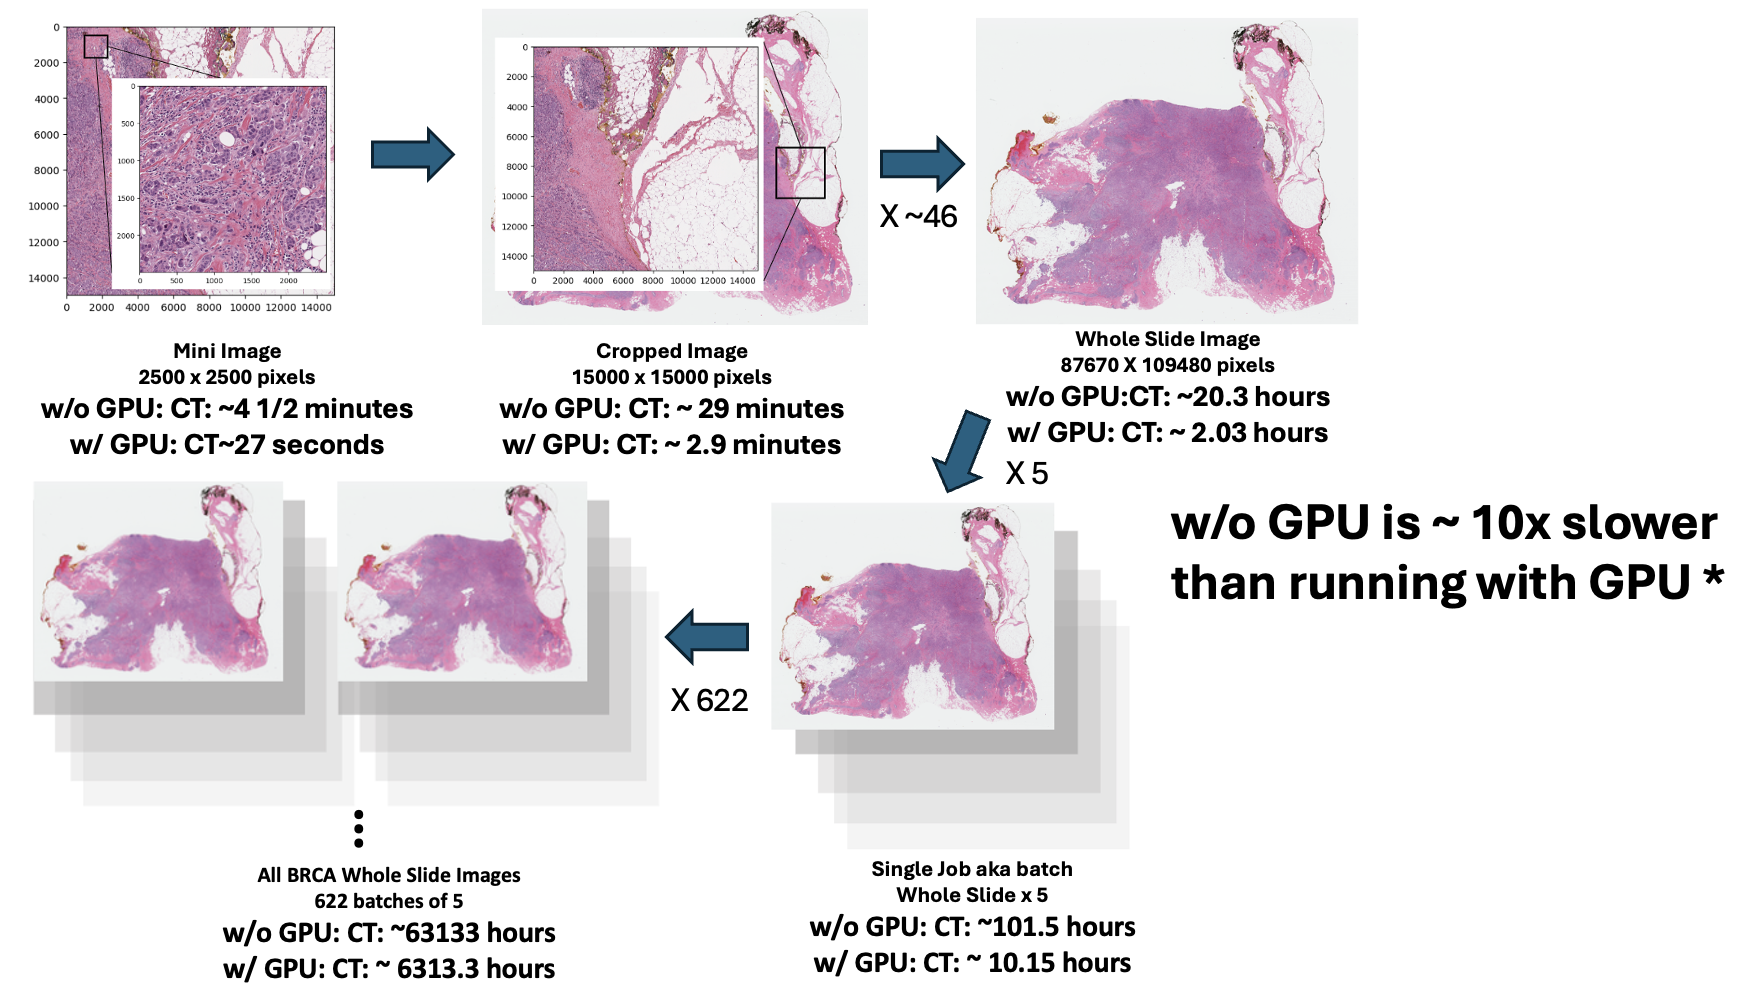 0
2000
4000
6000
8000
10000
12000
14000
0 2000 4000 6000 8000 10000 12000 14000
0
500
1000
1500
2000
0 500 1000 1500 2000
Mini Image
2500 x 2500 pixels
w/o GPU: CT: ~4 1/2 minutes
w/ GPU: CT~27 seconds
0
2000
4000
6000
8000
10000
12000
14000
0 2000 4000 6000 8000 10000 12000 14000
Cropped Image
15000 x 15000 pixels
w/o GPU: CT: ~ 29 minutes
w/ GPU: CT: ~ 2.9 minutes
X ~46
Whole Slide Image
87670 X 109480 pixels
w/o GPU:CT: ~20.3 hours
w/ GPU: CT: ~ 2.03 hours
X 5
w/o GPU is ~ 10x slower
than running with GPU *
Single Job aka batch
Whole Slide x 5
w/o GPU: CT: ~101.5 hours
w/ GPU: CT: ~ 10.15 hours
X 622
All BRCA Whole Slide Images
622 batches of 5
w/o GPU: CT: ~63133 hours
w/ GPU: CT: ~ 6313.3 hours